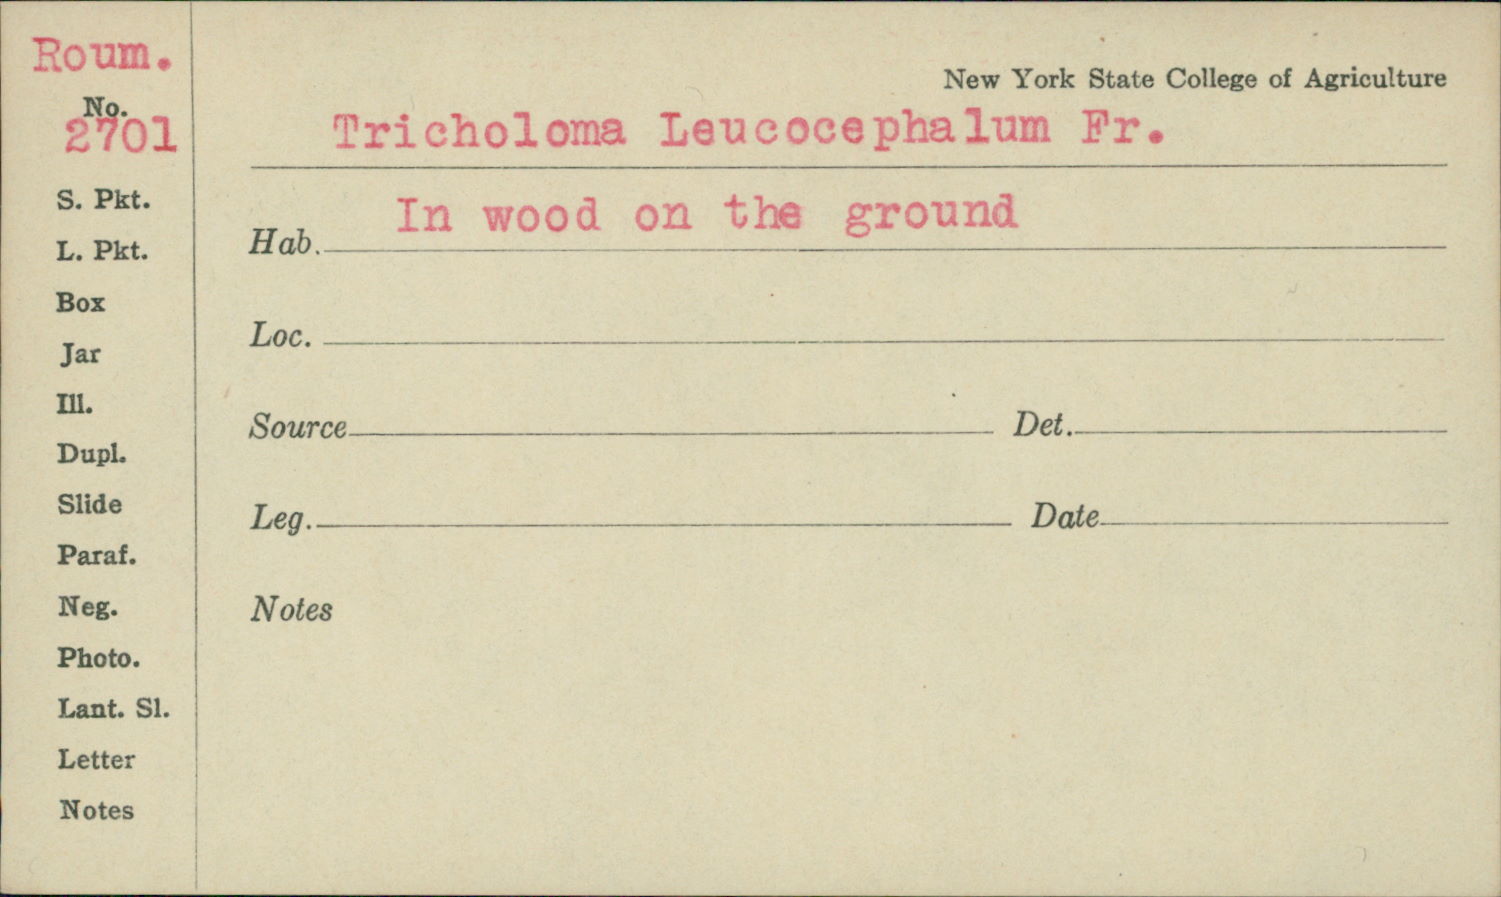 Roum.
No.
2701
S. Pkt.
L. Pkt.
Box
Jar
Ill.
Dupl.
Slide
Paraf.
Neg.
Photo.
Lant. Sl.
Letter
Notes
New York State College of Agriculture
Tricholoma Leucocephalum Fr.
Hab. In wood on the ground
Loc.
Source Det.
Leg. Date
Notes